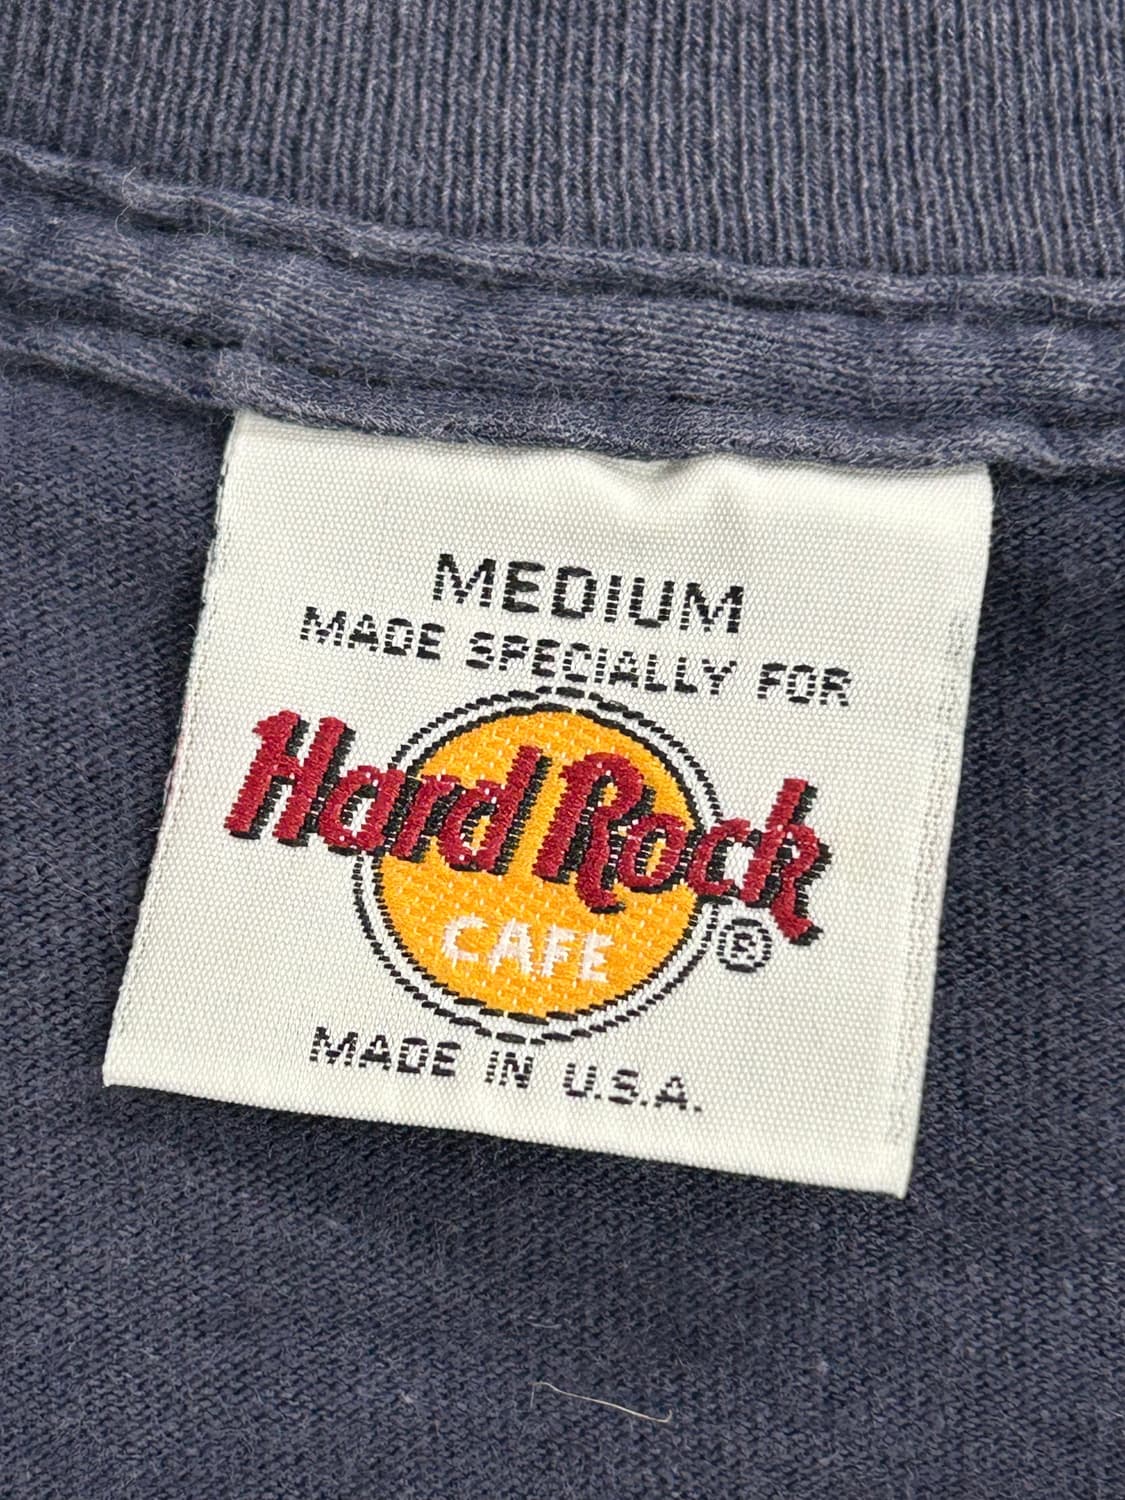 MEDIUM
MADE SPECIALLY FOR
Hard Rock
CAFE ®
MADE IN U.S.A.